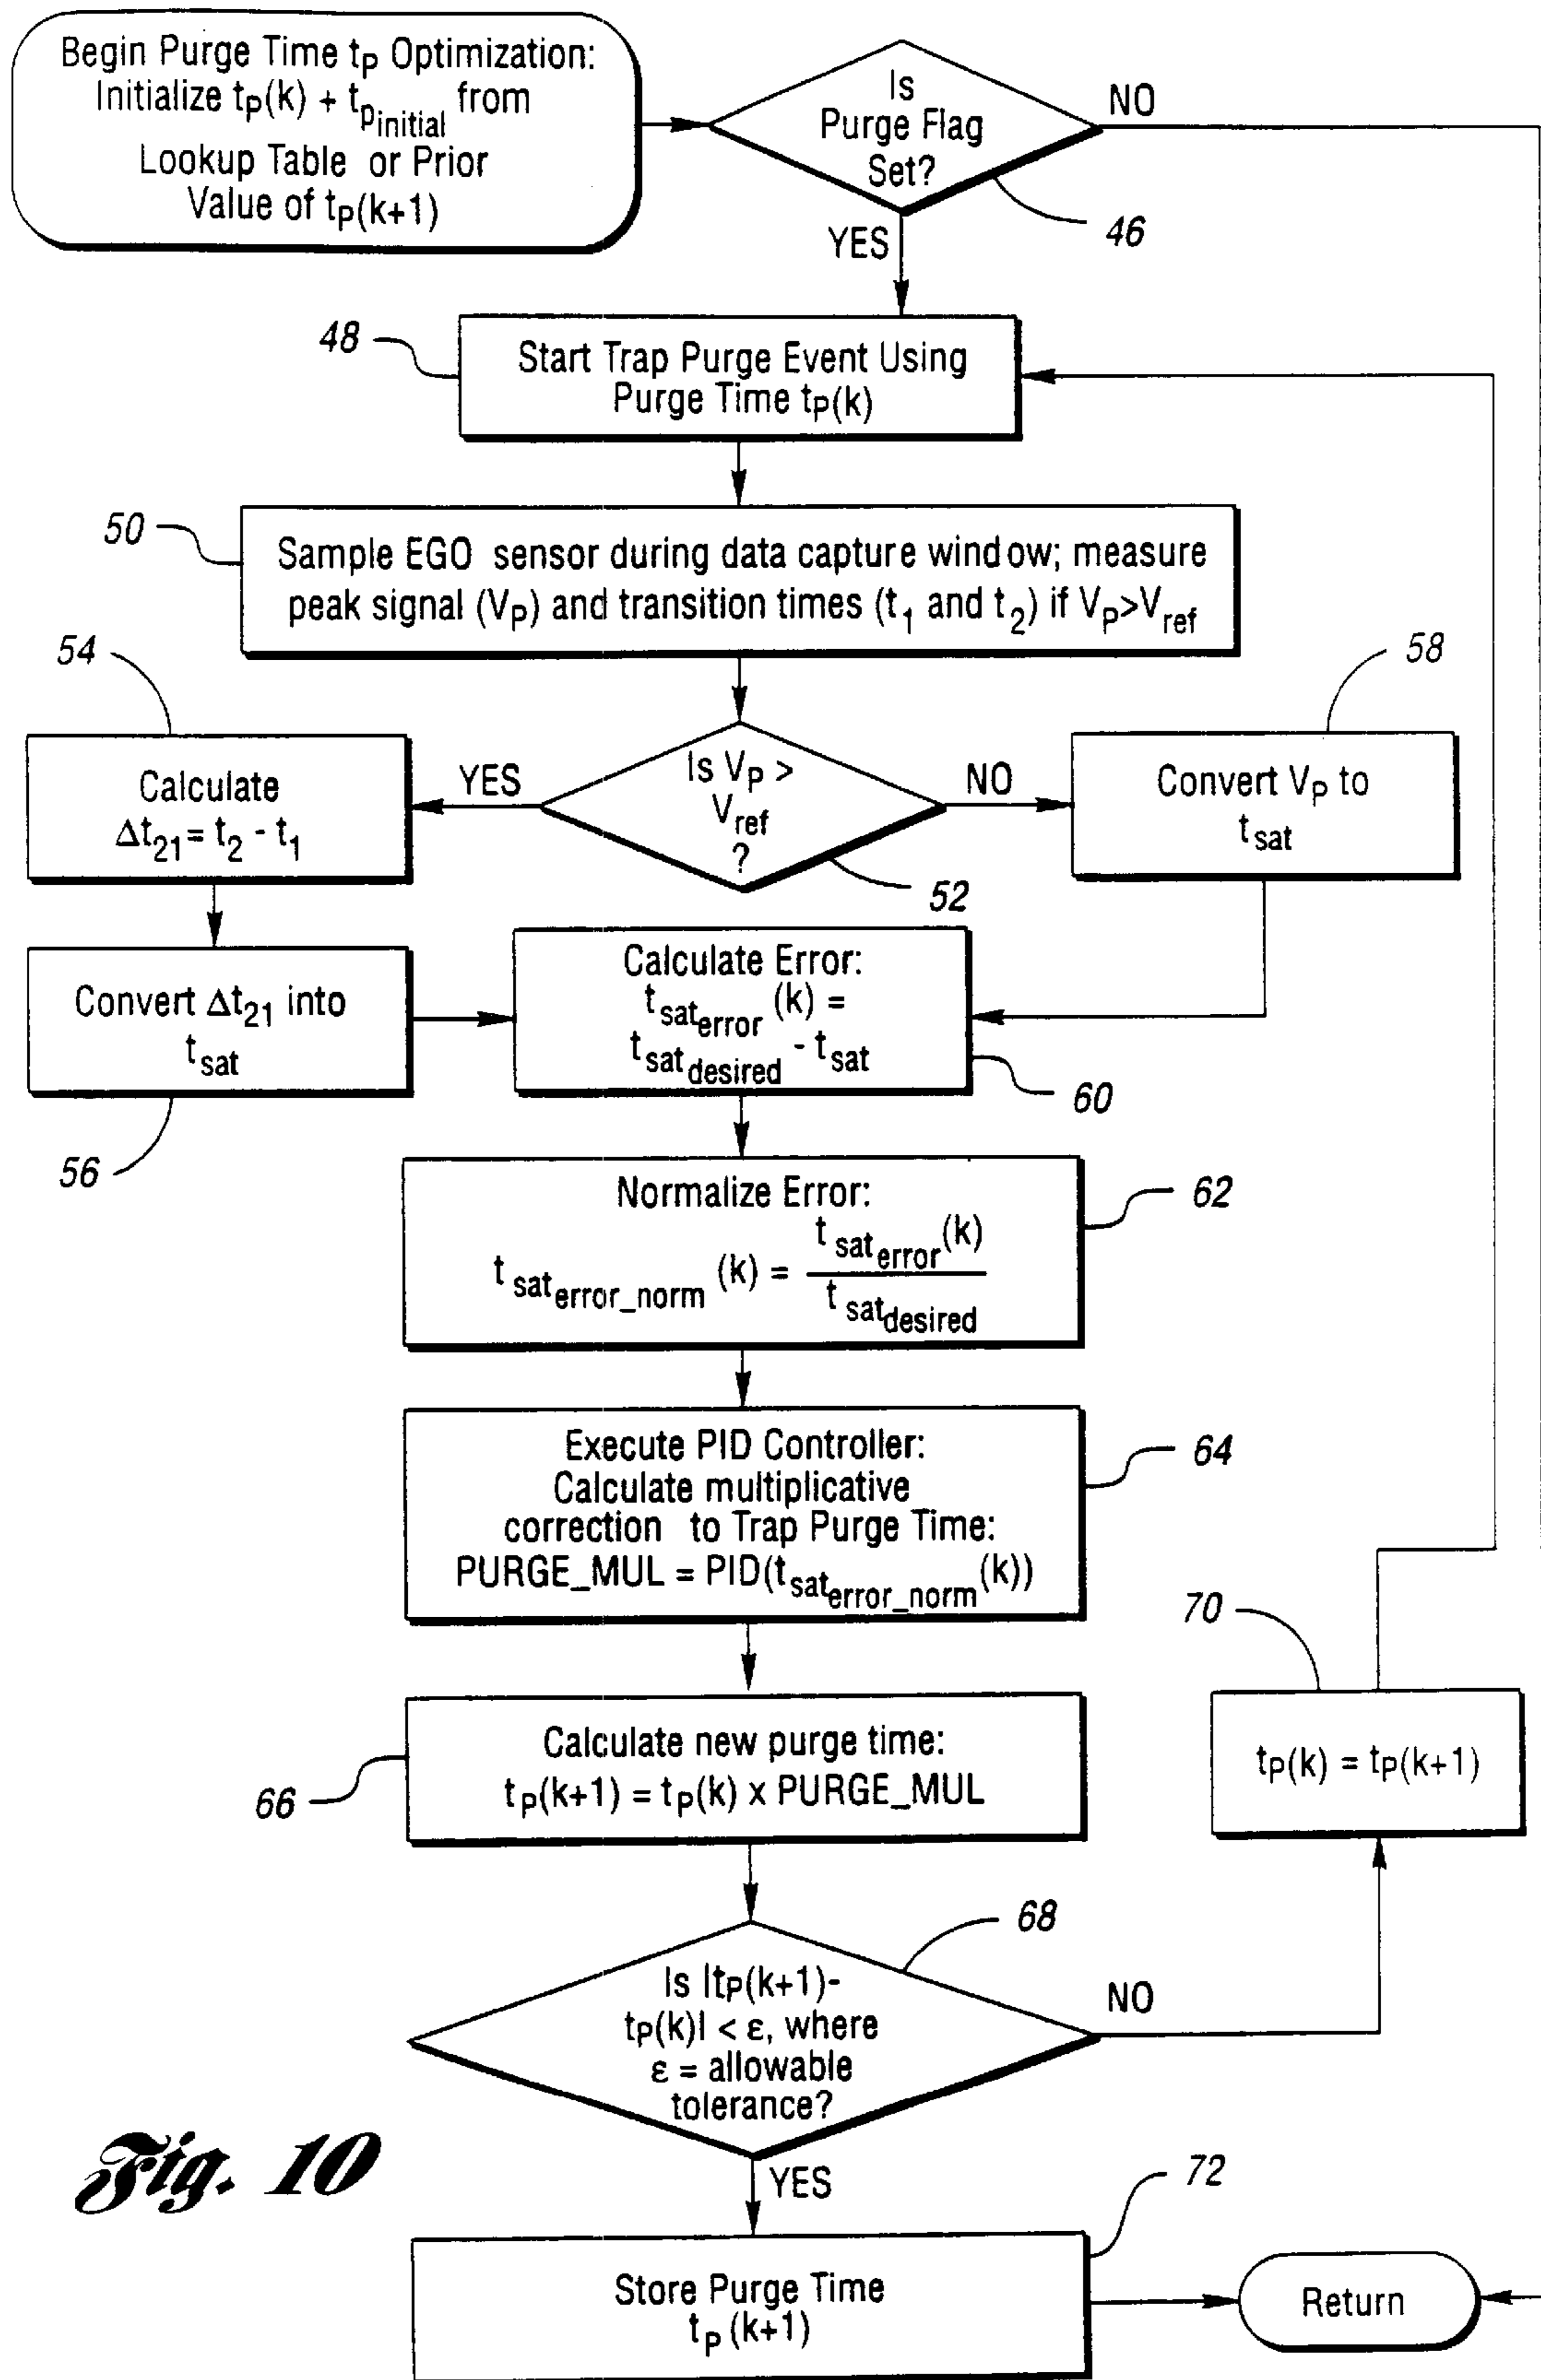 Begin Purge Time tP Optimization:
Initialize tP(k) + tpinitial from
Lookup Table or Prior
Value of tP(k+1)
Is
Purge Flag
Set?
NO
46
YES
48
Start Trap Purge Event Using
Purge Time tP(k)
50
Sample EGO sensor during data capture window; measure
peak signal (VP) and transition times (t1 and t2) if VP>Vref
54
58
Calculate
Δt21= t2 - t1
YES
Is VP >
Vref
?
NO
52
Convert VP to
tsat
Convert Δt21 into
tsat
56
Calculate Error:
tsaterror (k) =
tsatdesired - tsat
60
Normalize Error:
tsaterror_norm (k) = tsaterror(k)
tsatdesired
62
Execute PID Controller:
Calculate multiplicative
correction to Trap Purge Time:
PURGE_MUL = PID(tsaterror_norm(k))
64
70
Calculate new purge time:
tP(k+1) = tP(k) x PURGE_MUL
66
tP(k) = tP(k+1)
68
Is ItP(k+1)-
tP(k)I < ε, where
ε = allowable
tolerance?
NO
YES
Fig. 10
72
Store Purge Time
tP (k+1)
Return